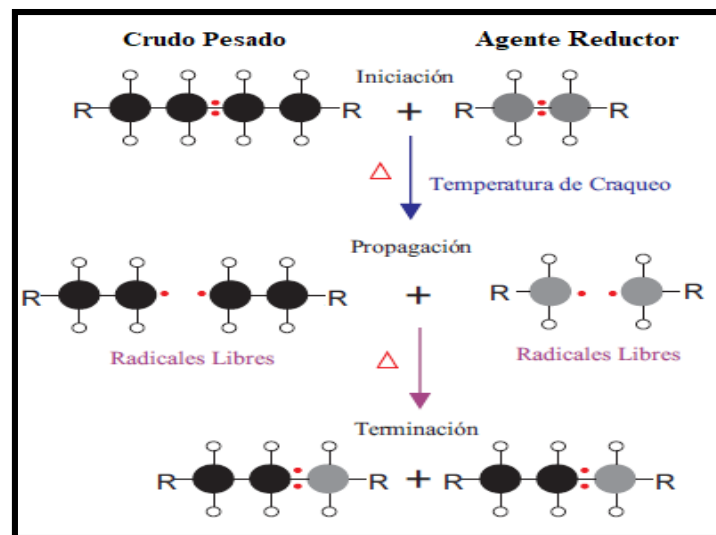 Crudo Pesado
Agente Reductor
Iniciación
R
R
+
R
R
△
Temperatura de Craqueo
Propagación
R
R
+
R
R
Radicales Libres
△
Radicales Libres
Terminación
R
R
+
R
R